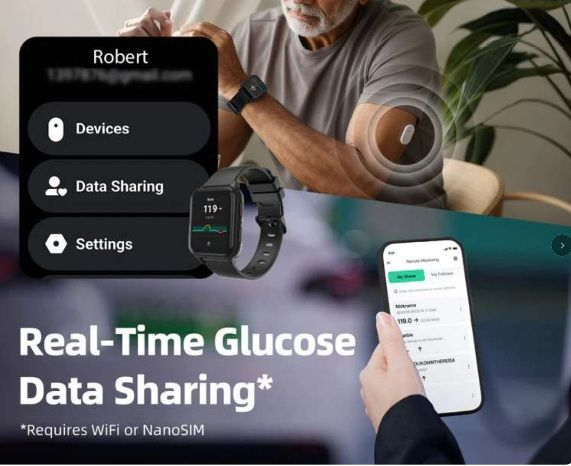 Robert
Devices
Data Sharing
Settings
119
Remote Monitoring
My Sharer
My Follower
Nickname
119.0 →
Real-Time Glucose
Data Sharing*
*Requires WiFi or NanoSIM